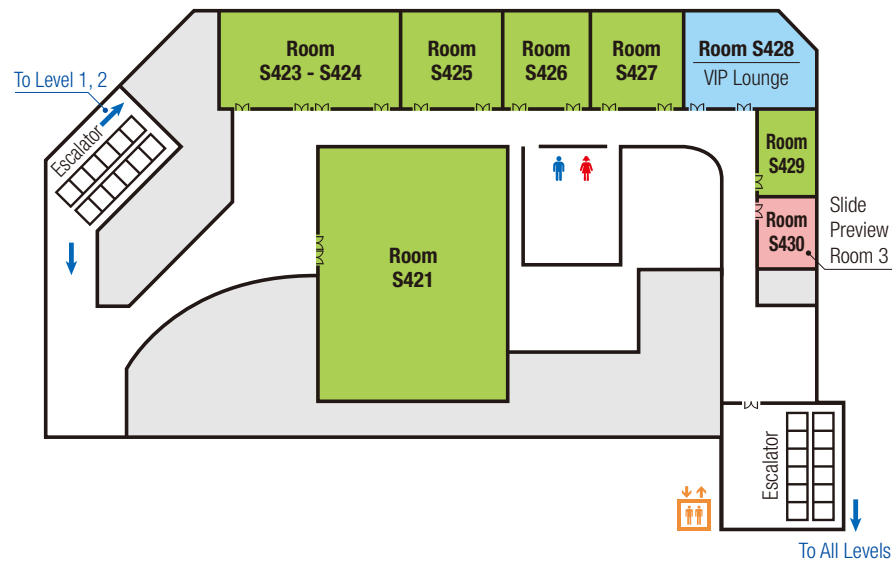 To Level 1, 2
Escalator
Room
S423 - S424
Room
S425
Room
S426
Room
S427
Room S428
VIP Lounge
Room
S429
Room
S430
Slide
Preview
Room 3
Room
S421
Escalator
To All Levels